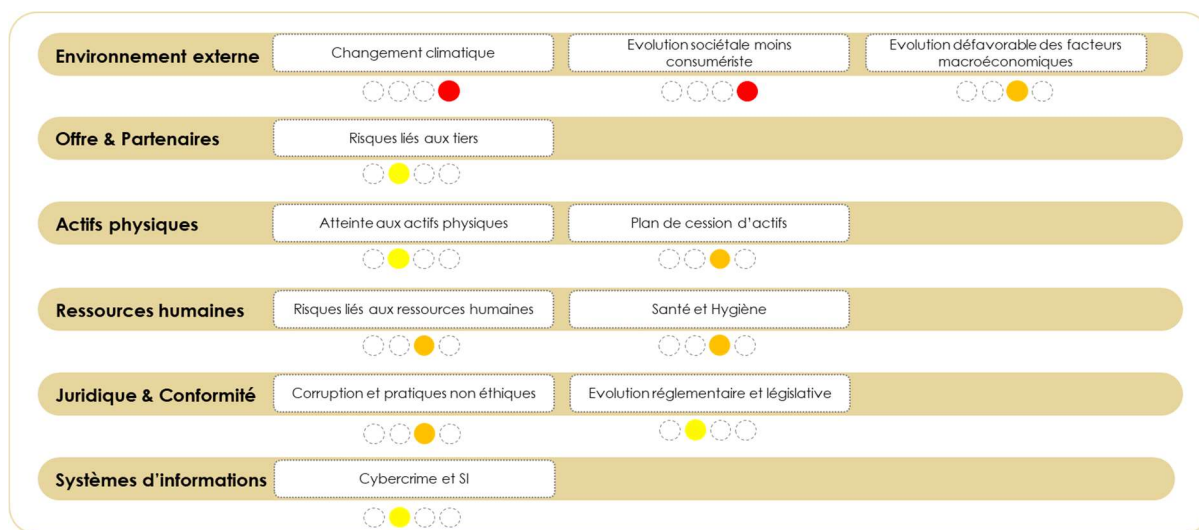 Environnement externe
Changement climatique
Evolution sociétale moins
consumériste
Evolution défavorable des facteurs
macroéconomiques
Offre & Partenaires
Risques liés aux tiers
Actifs physiques
Atteinte aux actifs physiques
Plan de cession d’actifs
Ressources humaines
Risques liés aux ressources humaines
Santé et Hygiène
Juridique & Conformité
Corruption et pratiques non éthiques
Evolution réglementaire et législative
Systèmes d’informations
Cybercrime et SI